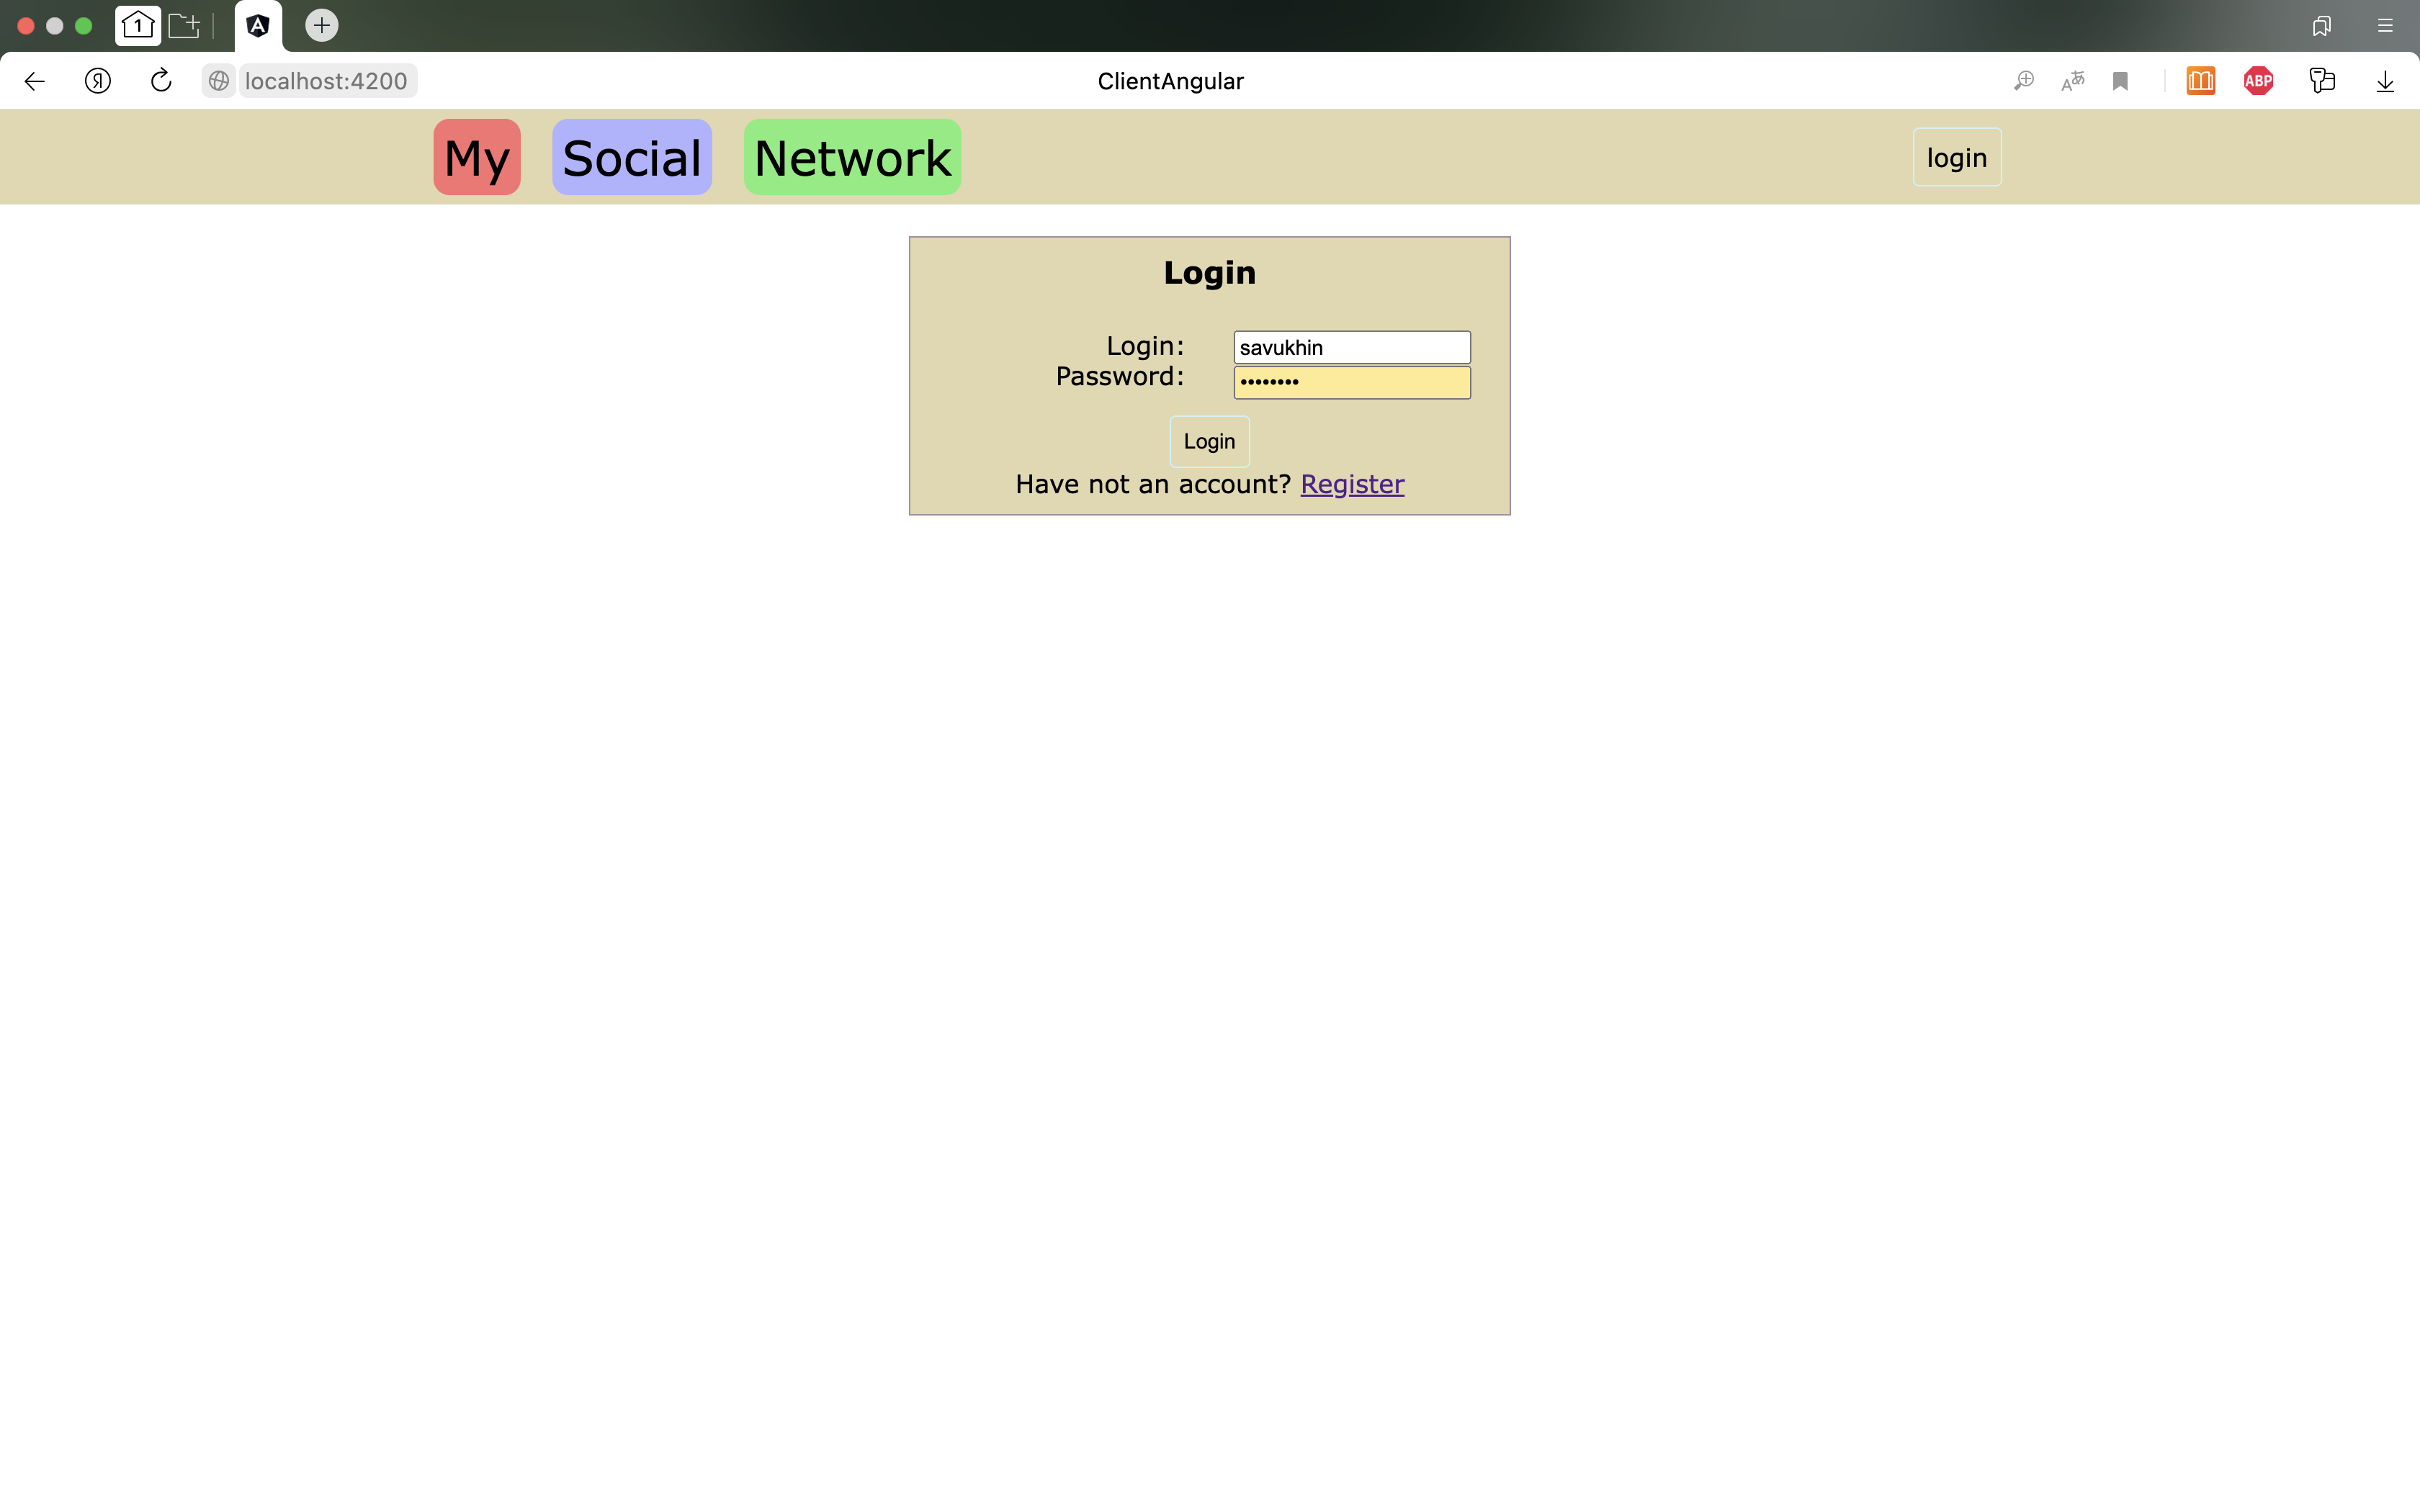 1
localhost:4200
ClientAngular
ABP
My Social Network
login
Login
Login:
savukhin
Password:
••••••••
Login
Have not an account? Register